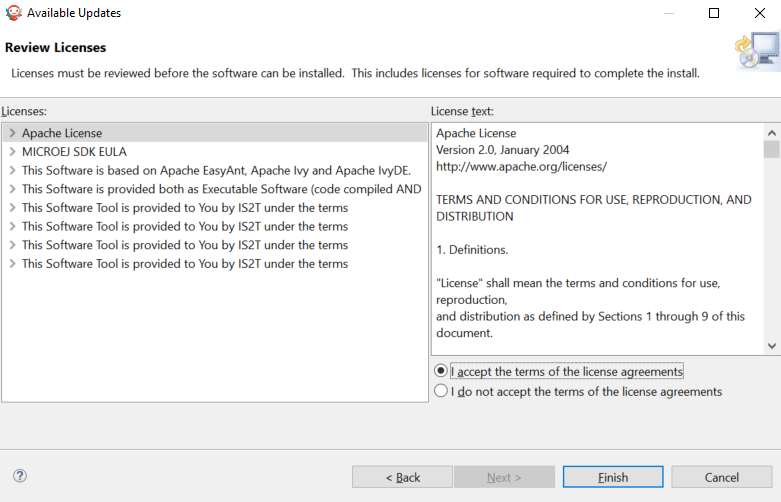 Available Updates
Review Licenses
Licenses must be reviewed before the software can be installed. This includes licenses for software required to complete the install.
Licenses:
Apache License
MICROEJ SDK EULA
This Software is based on Apache EasyAnt, Apache Ivy and Apache IvyDE.
This Software is provided both as Executable Software (code compiled AND
This Software Tool is provided to You by IS2T under the terms
This Software Tool is provided to You by IS2T under the terms
This Software Tool is provided to You by IS2T under the terms
This Software Tool is provided to You by IS2T under the terms
License text:
Apache License
Version 2.0, January 2004
http://www.apache.org/licenses/
TERMS AND CONDITIONS FOR USE, REPRODUCTION, AND
DISTRIBUTION
1. Definitions.
"License" shall mean the terms and conditions for use,
reproduction,
and distribution as defined by Sections 1 through 9 of this
document.
I accept the terms of the license agreements
I do not accept the terms of the license agreements
?
< Back
Next >
Finish
Cancel